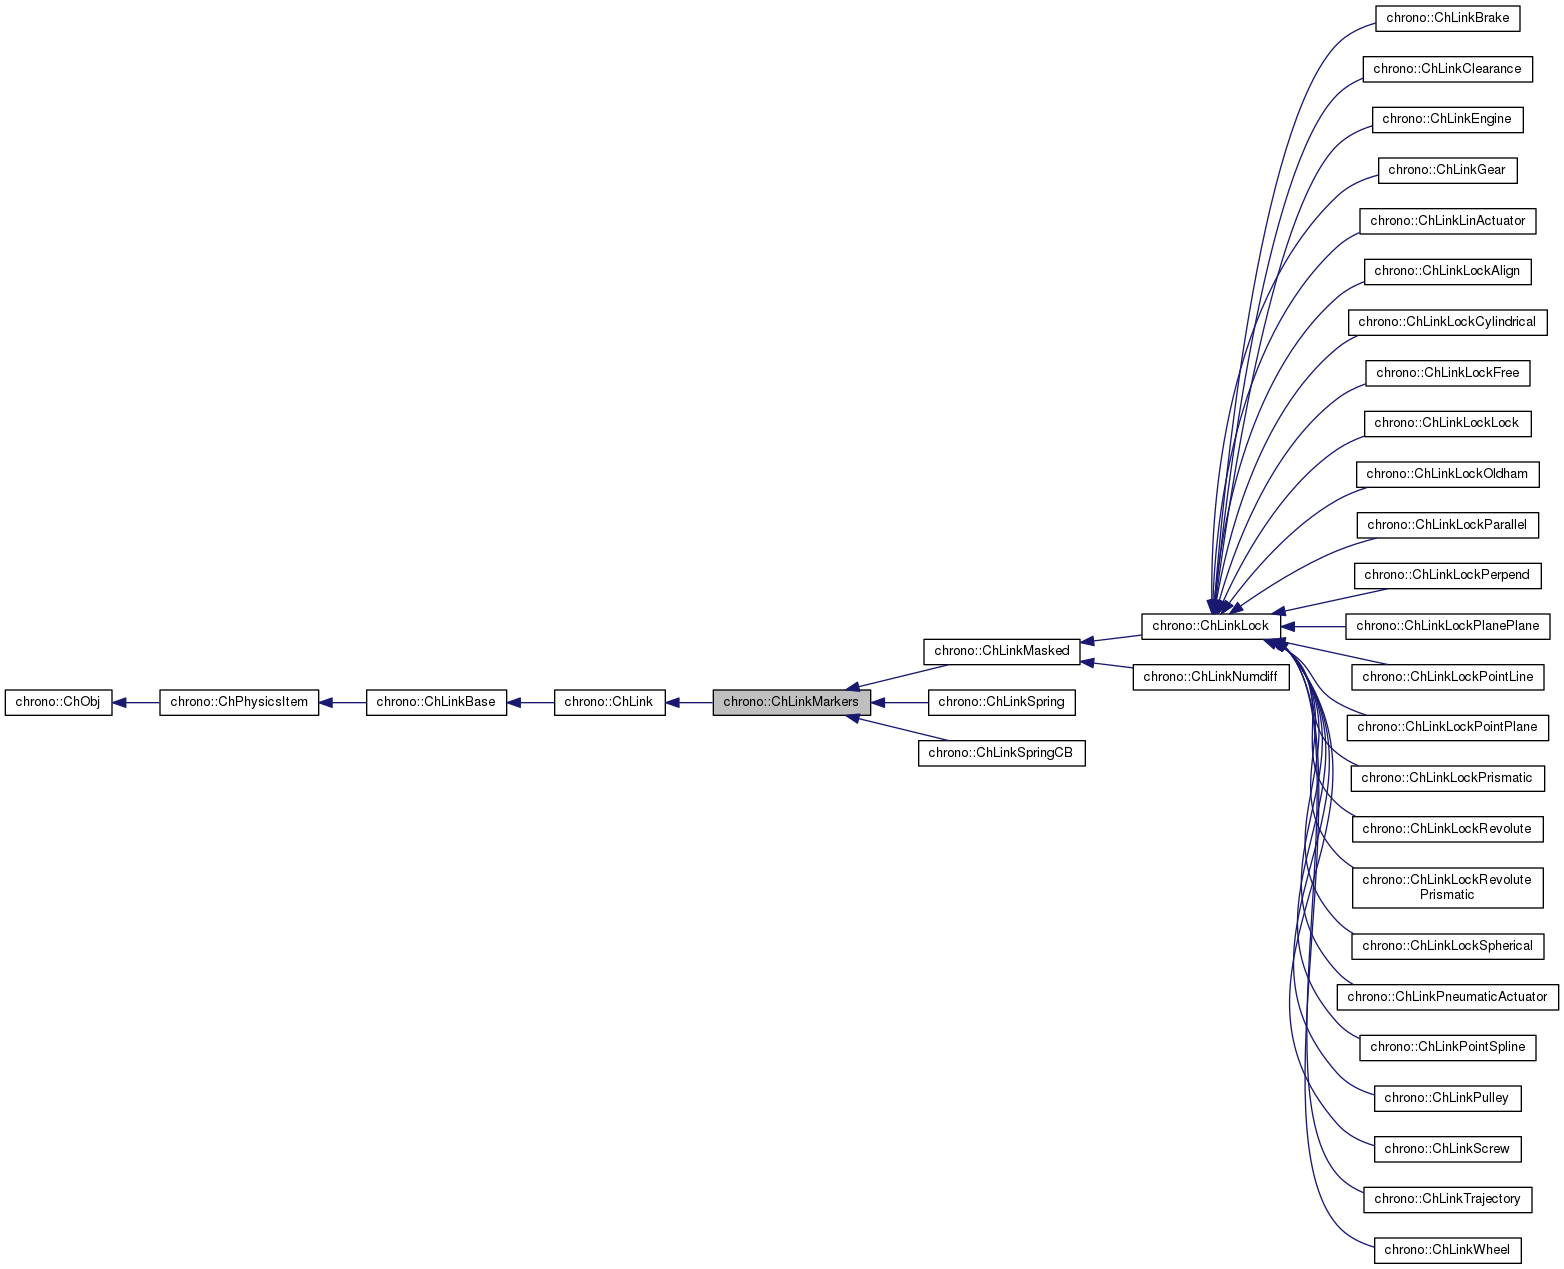 chrono::ChLinkBrake
chrono::ChLinkClearance
chrono::ChLinkEngine
chrono::ChLinkGear
chrono::ChLinkLinActuator
chrono::ChLinkLockAlign
chrono::ChLinkLockCylindrical
chrono::ChLinkLockFree
chrono::ChLinkLockLock
chrono::ChLinkLockOldham
chrono::ChLinkLockParallel
chrono::ChLinkLockPerpend
chrono::ChLinkLock
chrono::ChLinkLockPlanePlane
chrono::ChLinkMasked
chrono::ChLinkNumdiff
chrono::ChLinkLockPointLine
chrono::ChObj
chrono::ChPhysicsItem
chrono::ChLinkBase
chrono::ChLink
chrono::ChLinkMarkers
chrono::ChLinkSpring
chrono::ChLinkLockPointPlane
chrono::ChLinkSpringCB
chrono::ChLinkLockPrismatic
chrono::ChLinkLockRevolute
chrono::ChLinkLockRevolute
Prismatic
chrono::ChLinkLockSpherical
chrono::ChLinkPneumaticActuator
chrono::ChLinkPointSpline
chrono::ChLinkPulley
chrono::ChLinkScrew
chrono::ChLinkTrajectory
chrono::ChLinkWheel